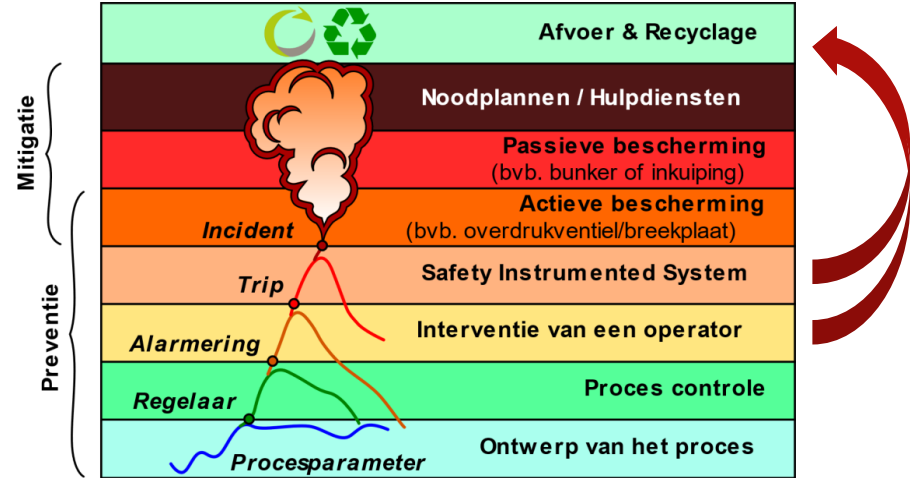 Afvoer & Recyclage
Noodplannen / Hulpdiensten
Mitigatie
Passieve bescherming
(bvb. bunker of inkuiping)
Actieve bescherming
Incident
(bvb. overdrukventiel/breekplaat)
Safety Instrumented System
Trip
Interventie van een operator
Alarmering
Preventie
Proces controle
Regelaar
Ontwerp van het proces
Procesparameter